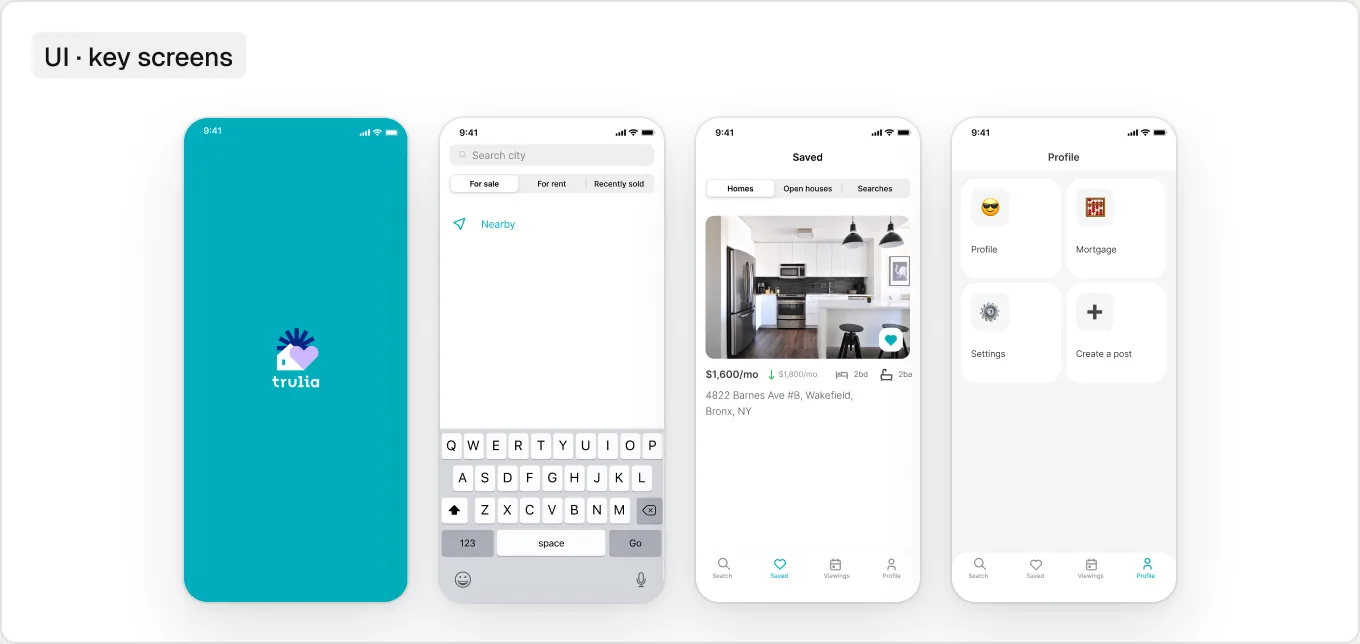 UI · key screens
9:41
trulia
9:41
Search city
For sale For rent Recently sold
Nearby
Q W E R T Y U I O P
A S D F G H J K L
Z X C V B N M
123 space Go
9:41
Saved
Homes Open houses Searches
$1,600/mo $1,800/mo 2bd 2ba
4822 Barnes Ave #B, Wakefield,
Bronx, NY
Search Saved Viewings Profile
9:41
Profile
Profile Mortgage
Settings Create a post
Search Saved Viewings Profile